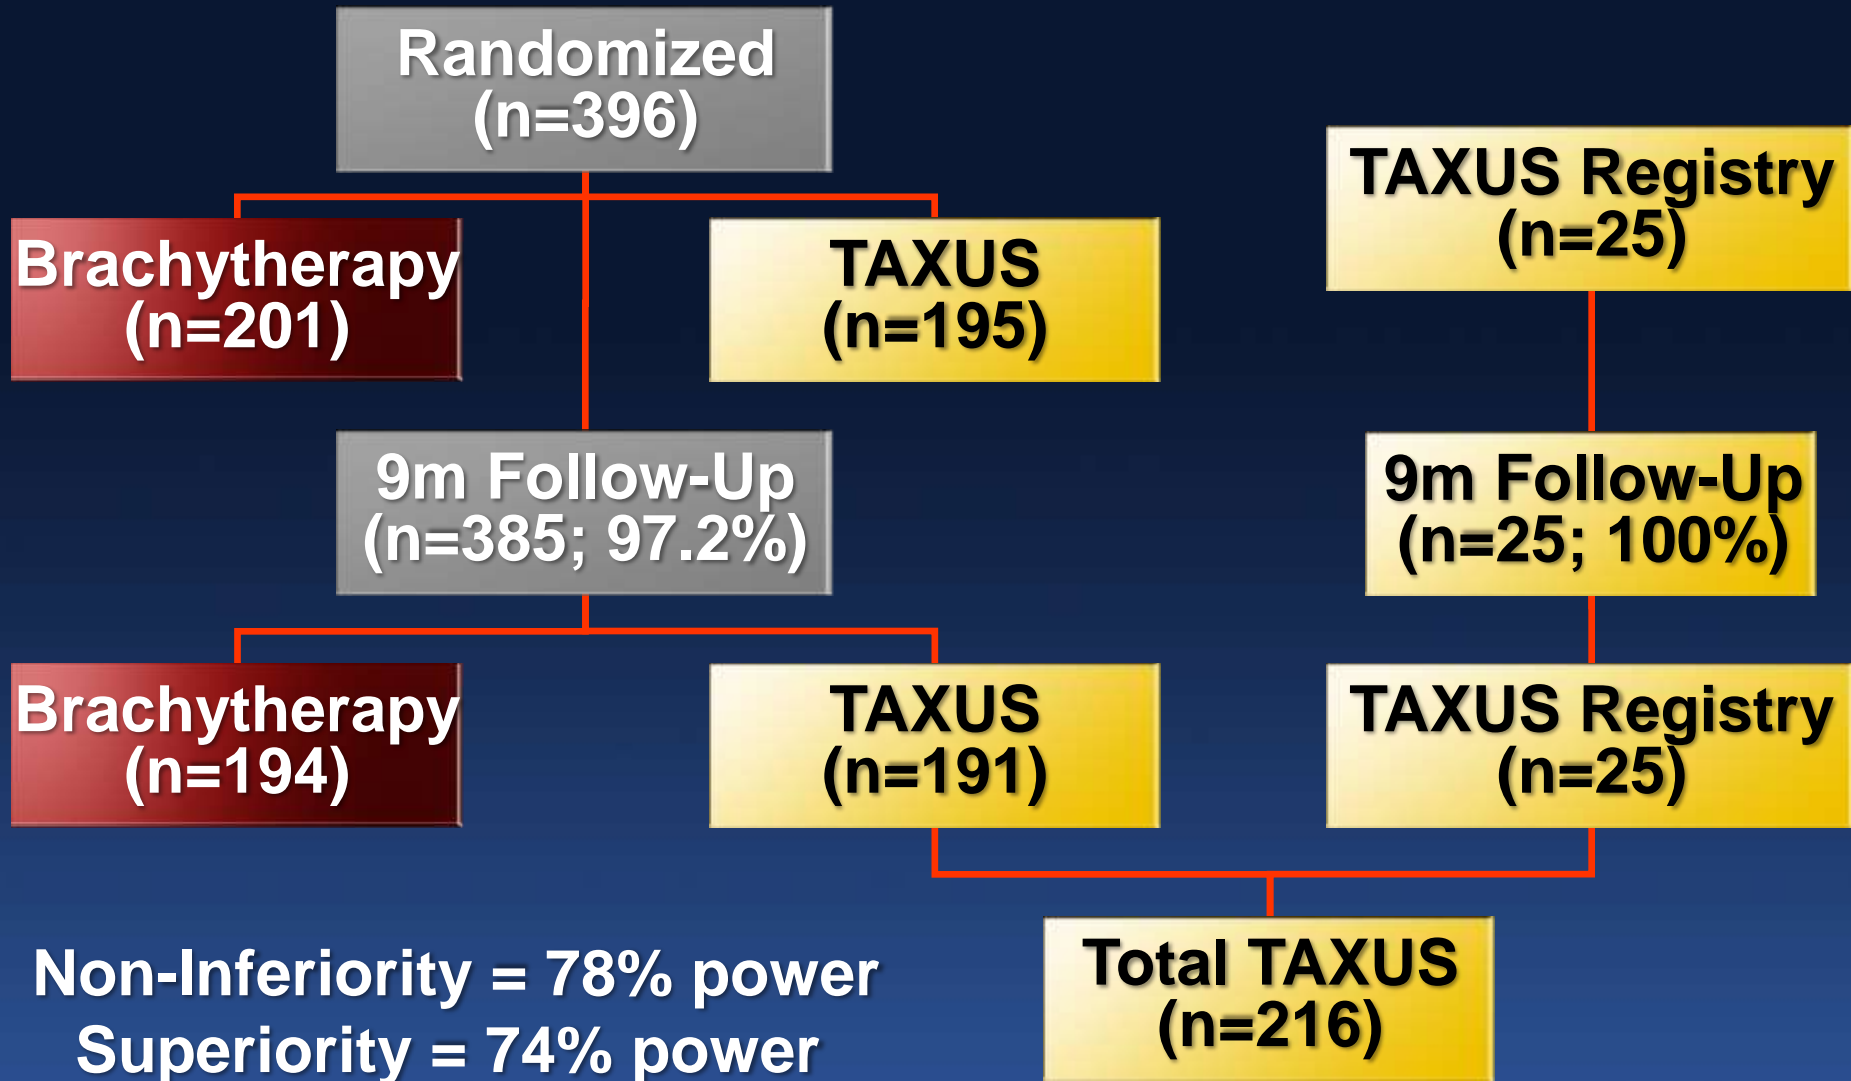 Randomized
(n=396)
TAXUS Registry
(n=25)
Brachytherapy
(n=201)
TAXUS
(n=195)
9m Follow-Up
(n=385; 97.2%)
9m Follow-Up
(n=25; 100%)
Brachytherapy
(n=194)
TAXUS
(n=191)
TAXUS Registry
(n=25)
Non-Inferiority = 78% power
Superiority = 74% power
Total TAXUS
(n=216)